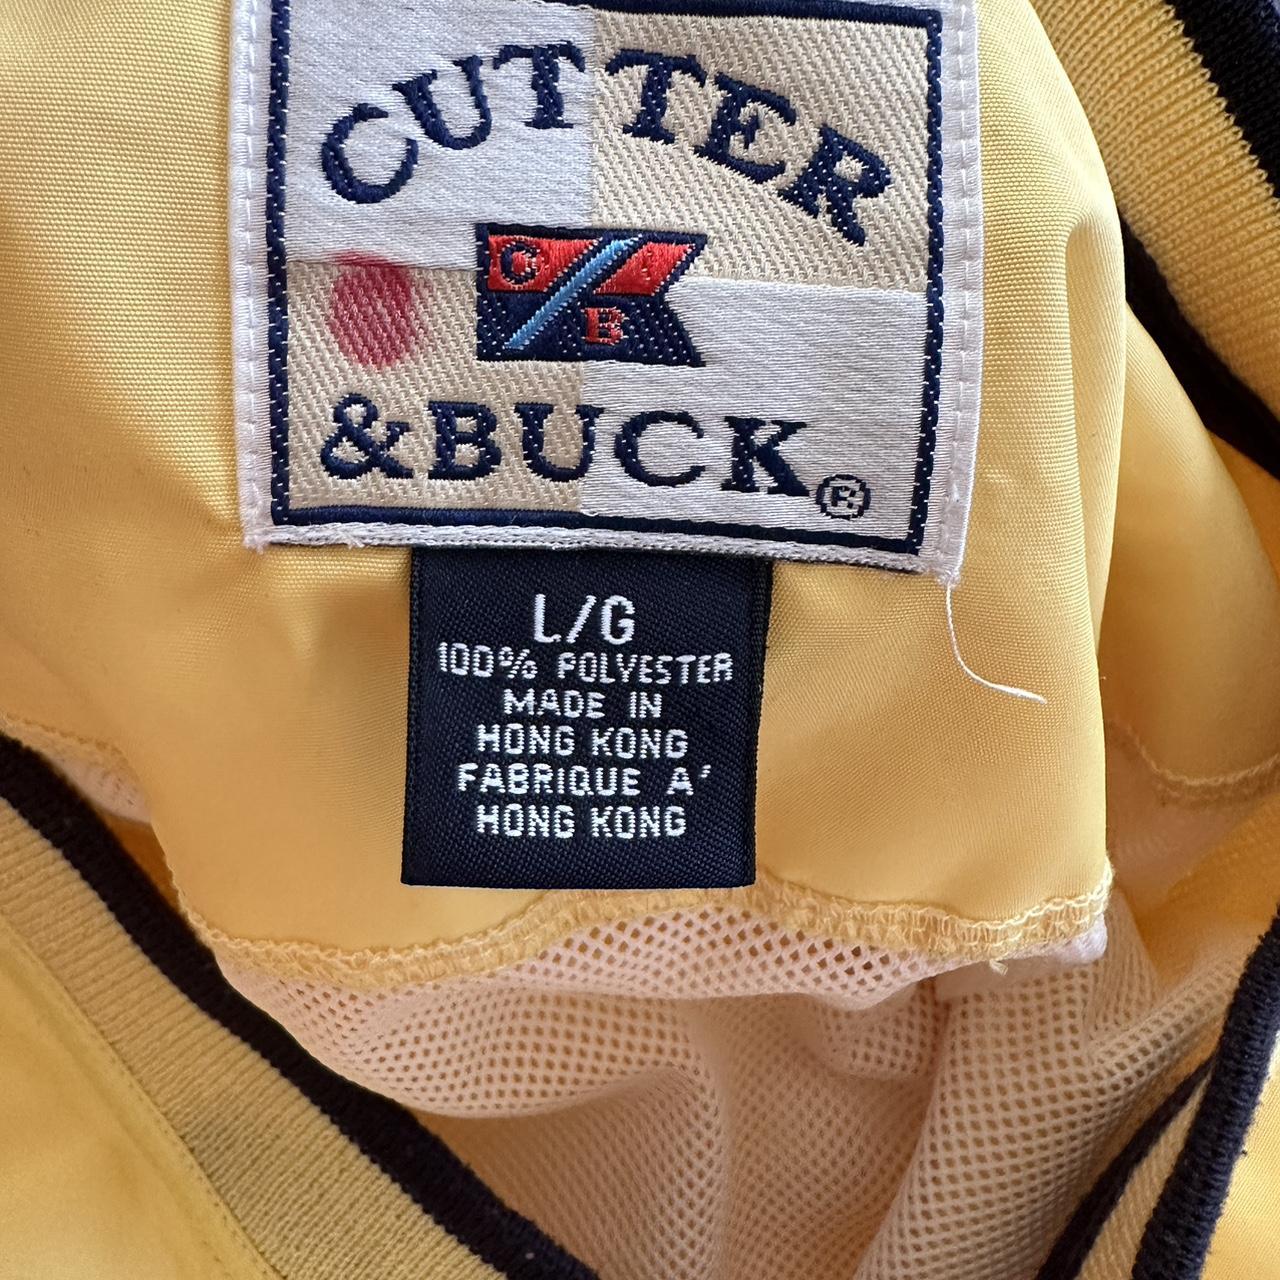 CUTTER
C
B
&BUCK®
L/G
100% POLYESTER
MADE IN
HONG KONG
FABRIQUE A'
HONG KONG